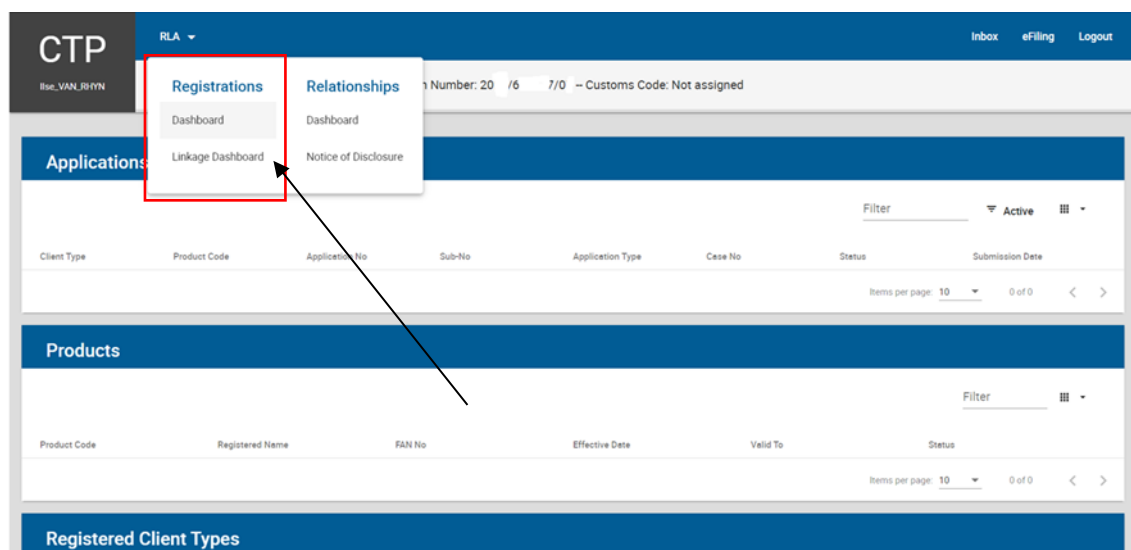 CTP
RLA
Inbox eFiling Logout
Ilse_VAN_RHYN
Registrations Relationships
n Number: 20 /6 7/0 – Customs Code: Not assigned
Dashboard Dashboard
Linkage Dashboard Notice of Disclosure
Applications
Filter Active
Client Type Product Code Application No Sub-No Application Type Case No Status Submission Date
Items per page: 10 0 of 0
Products
Filter
Product Code Registered Name FAN No Effective Date Valid To Status
Items per page: 10 0 of 0
Registered Client Types